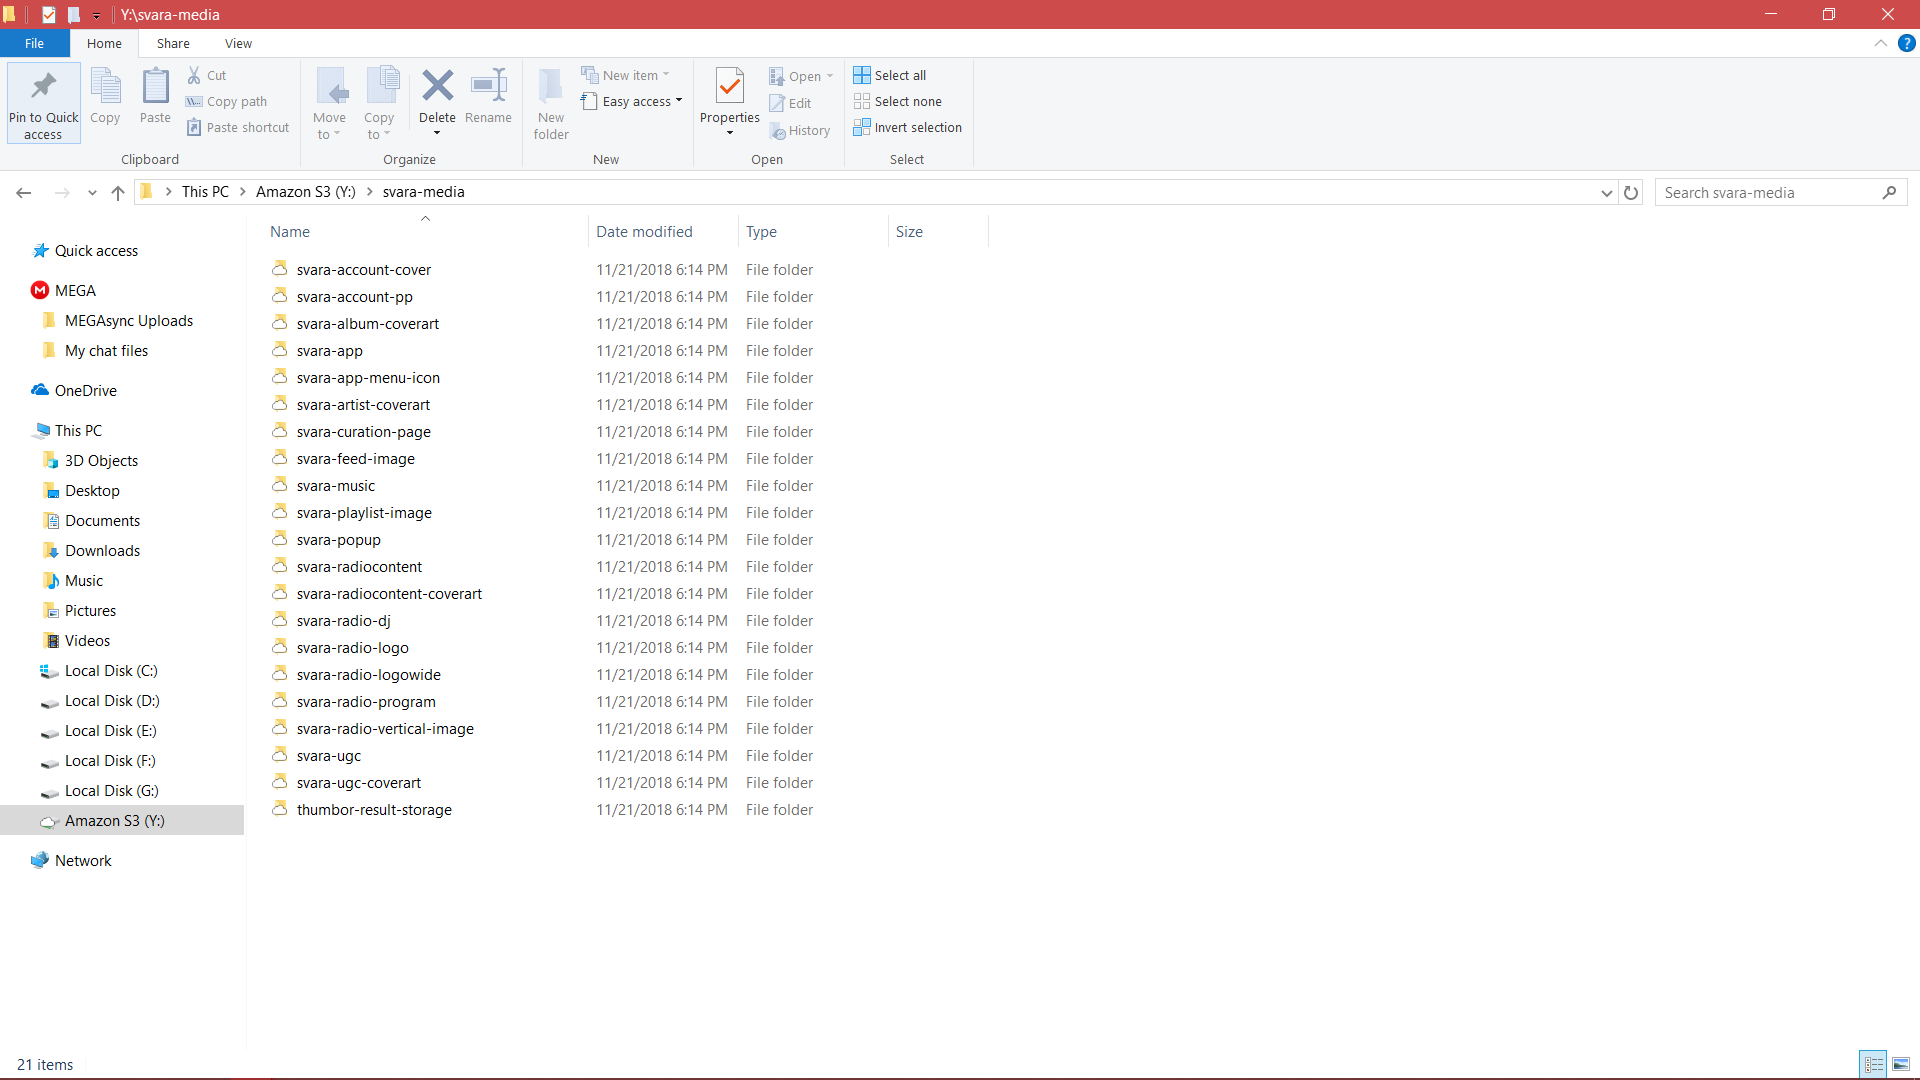 Y:\svara-media
File Home Share View
Pin to Quick access
Copy
Paste
Cut
Copy path
Paste shortcut
Clipboard
Move to
Copy to
Delete
Rename
Organize
New folder
New item
Easy access
New
Properties
Open
Edit
History
Open
Select all
Select none
Invert selection
Select
This PC > Amazon S3 (Y:) > svara-media
Search svara-media
Quick access
MEGA
MEGAsync Uploads
My chat files
OneDrive
This PC
3D Objects
Desktop
Documents
Downloads
Music
Pictures
Videos
Local Disk (C:)
Local Disk (D:)
Local Disk (E:)
Local Disk (F:)
Local Disk (G:)
Amazon S3 (Y:)
Network
Name Date modified Type Size
svara-account-cover 11/21/2018 6:14 PM File folder
svara-account-pp 11/21/2018 6:14 PM File folder
svara-album-coverart 11/21/2018 6:14 PM File folder
svara-app 11/21/2018 6:14 PM File folder
svara-app-menu-icon 11/21/2018 6:14 PM File folder
svara-artist-coverart 11/21/2018 6:14 PM File folder
svara-curation-page 11/21/2018 6:14 PM File folder
svara-feed-image 11/21/2018 6:14 PM File folder
svara-music 11/21/2018 6:14 PM File folder
svara-playlist-image 11/21/2018 6:14 PM File folder
svara-popup 11/21/2018 6:14 PM File folder
svara-radiocontent 11/21/2018 6:14 PM File folder
svara-radiocontent-coverart 11/21/2018 6:14 PM File folder
svara-radio-dj 11/21/2018 6:14 PM File folder
svara-radio-logo 11/21/2018 6:14 PM File folder
svara-radio-logowide 11/21/2018 6:14 PM File folder
svara-radio-program 11/21/2018 6:14 PM File folder
svara-radio-vertical-image 11/21/2018 6:14 PM File folder
svara-ugc 11/21/2018 6:14 PM File folder
svara-ugc-coverart 11/21/2018 6:14 PM File folder
thumbor-result-storage 11/21/2018 6:14 PM File folder
21 items